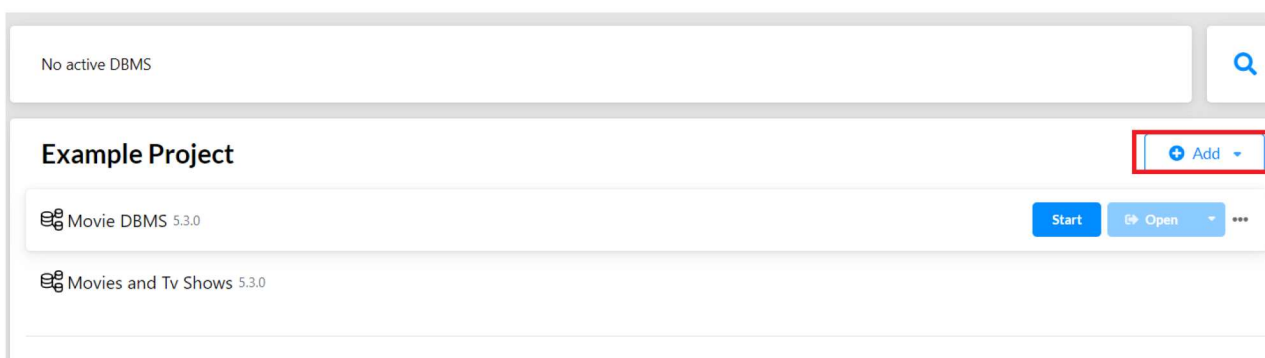 No active DBMS
Example Project
Add
Movie DBMS 5.3.0
Start
Open
Movies and Tv Shows 5.3.0